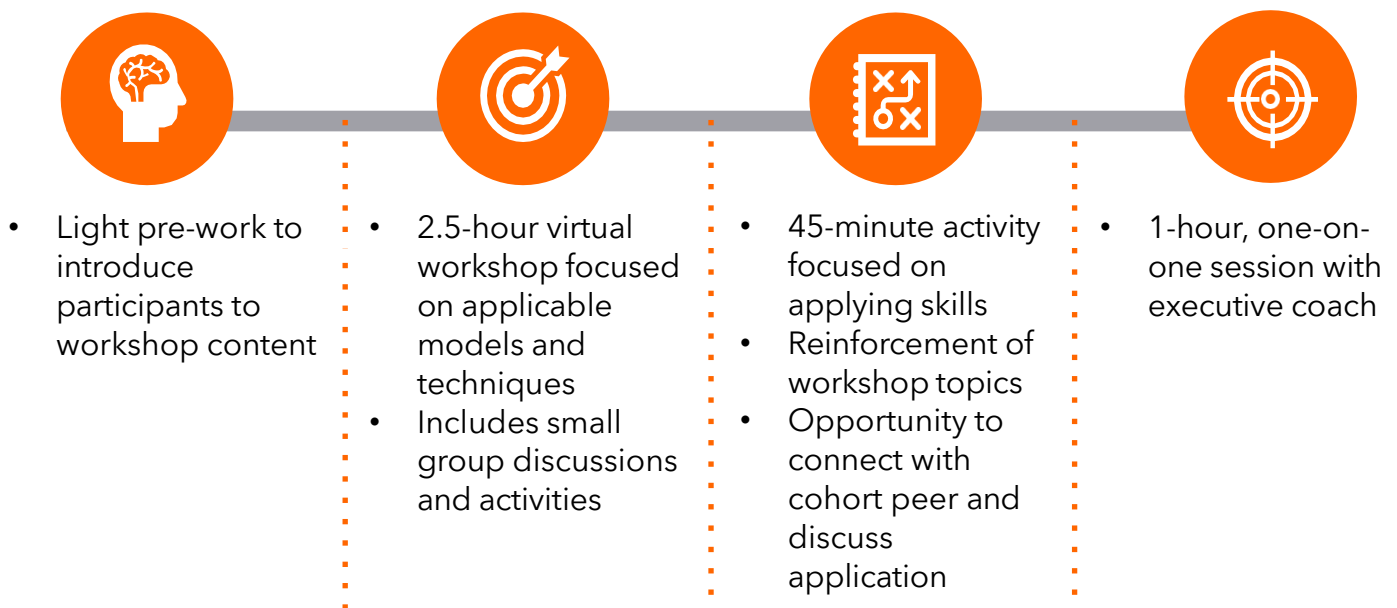 • Light pre-work to
introduce
participants to
workshop content
• 2.5-hour virtual
workshop focused
on applicable
models and
techniques
• Includes small
group discussions
and activities
• 45-minute activity
focused on
applying skills
• Reinforcement of
workshop topics
• Opportunity to
connect with
cohort peer and
discuss
application
• 1-hour, one-on-
one session with
executive coach